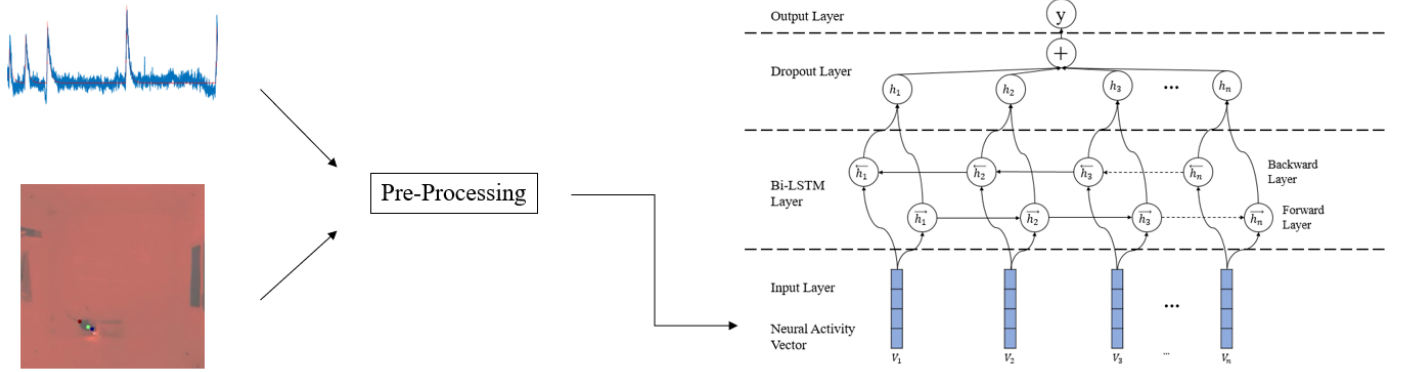 Pre-Processing
Output Layer
y
+
Dropout Layer
h₁ h₂ h₃ ... hₙ
Bi-LSTM
Layer
Backward
Layer
Forward
Layer
←h₁ ←h₂ ←h₃ ←hₙ
→h₁ →h₂ →h₃ →hₙ
Input Layer
...
Neural Activity
Vector
V₁ V₂ V₃ ... Vₙ